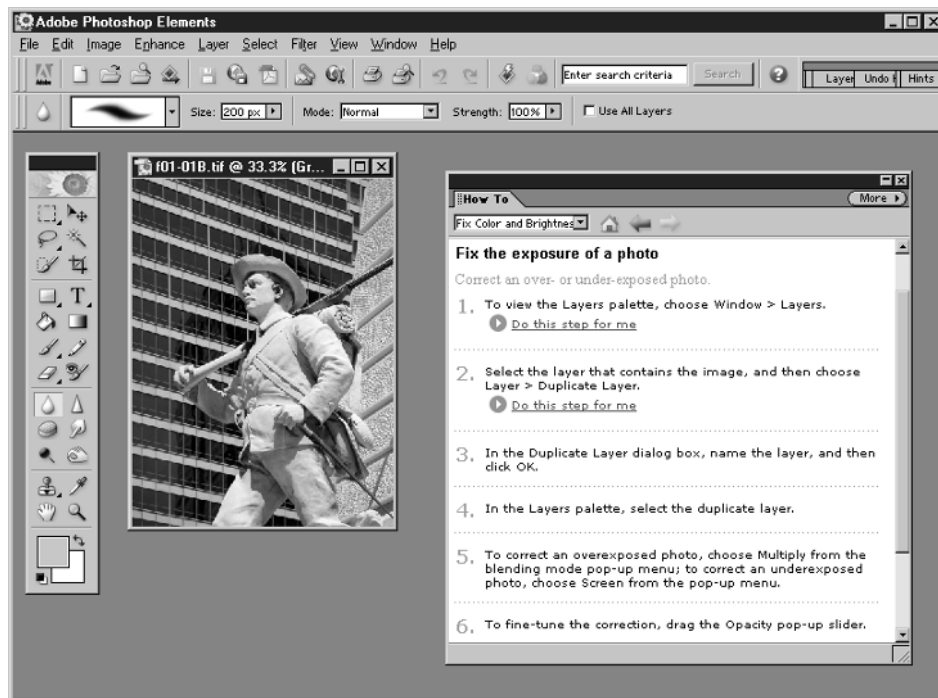 Adobe Photoshop Elements
File Edit Image Enhance Layer Select Filter View Window Help
Enter search criteria Search Layer Undo Hints
Size: 200 px Mode: Normal Strength: 100% Use All Layers
f01-01B.tif @ 33.3% (Gr...
How To More
Fix Color and Brightnes
Fix the exposure of a photo
Correct an over- or under-exposed photo.
1. To view the Layers palette, choose Window > Layers.
Do this step for me
2. Select the layer that contains the image, and then choose
Layer > Duplicate Layer.
Do this step for me
3. In the Duplicate Layer dialog box, name the layer, and then
click OK.
4. In the Layers palette, select the duplicate layer.
5. To correct an overexposed photo, choose Multiply from the
blending mode pop-up menu; to correct an underexposed
photo, choose Screen from the pop-up menu.
6. To fine-tune the correction, drag the Opacity pop-up slider.